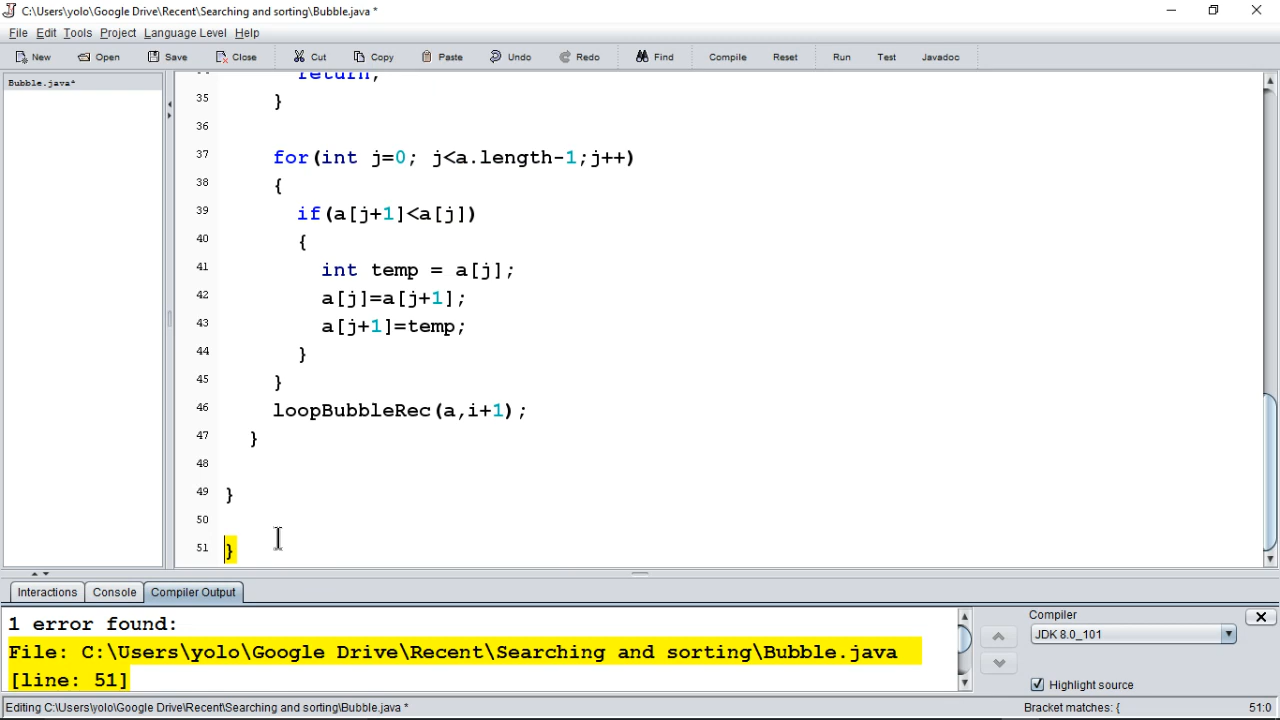 C:\Users\yolo\Google Drive\Recent\Searching and sorting\Bubble.java *
File Edit Tools Project Language Level Help
New Open Save Close Cut Copy Paste Undo Redo Find Compile Reset Run Test Javadoc
Bubble.java*
return;
35 }
36
37 for(int j=0; j<a.length-1;j++)
38 {
39 if(a[j+1]<a[j])
40 {
41 int temp = a[j];
42 a[j]=a[j+1];
43 a[j+1]=temp;
44 }
45 }
46 loopBubbleRec(a,i+1);
47 }
48
49 }
50
51 }
Interactions Console Compiler Output
1 error found:
File: C:\Users\yolo\Google Drive\Recent\Searching and sorting\Bubble.java
[line: 51]
Compiler
JDK 8.0_101
Highlight source
Editing C:\Users\yolo\Google Drive\Recent\Searching and sorting\Bubble.java * Bracket matches: { 51:0